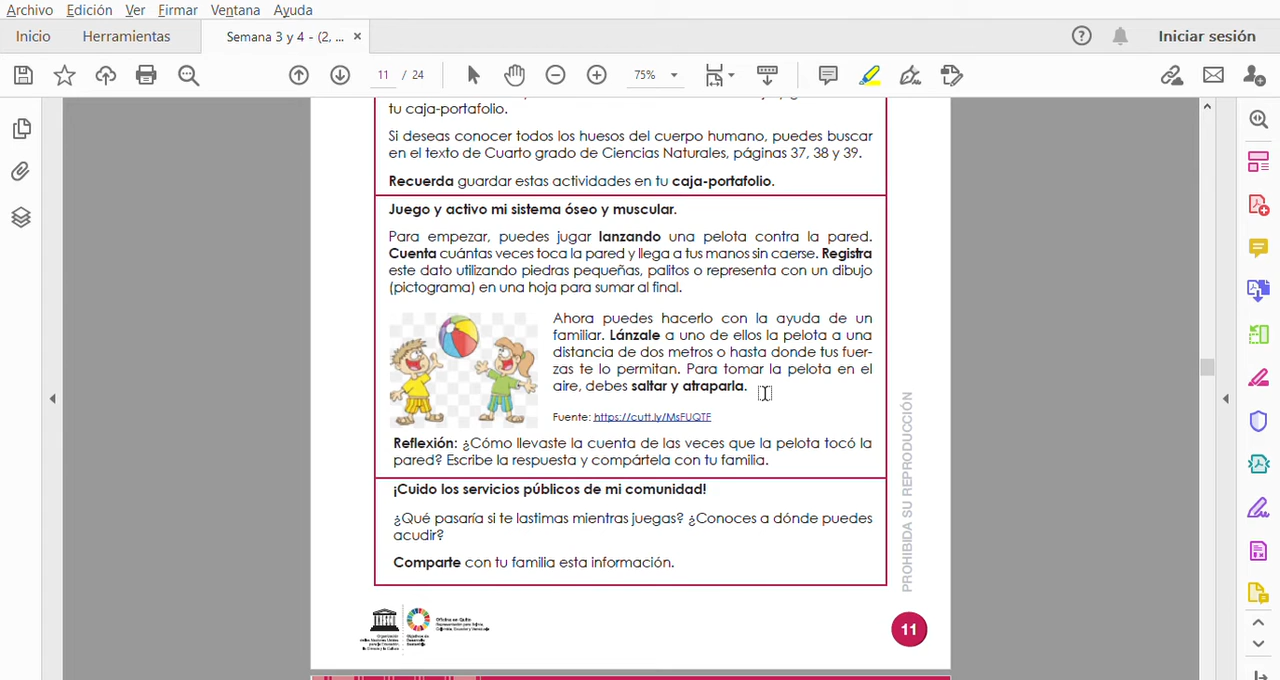 Archivo Edición Ver Firmar Ventana Ayuda
Inicio Herramientas Semana 3 y 4 - (2, ... × Iniciar sesión
11 / 24 75%
tu caja-portafolio.
Si deseas conocer todos los huesos del cuerpo humano, puedes buscar
en el texto de Cuarto grado de Ciencias Naturales, páginas 37, 38 y 39.
Recuerda guardar estas actividades en tu caja-portafolio.
Juego y activo mi sistema óseo y muscular.
Para empezar, puedes jugar lanzando una pelota contra la pared.
Cuenta cuántas veces toca la pared y llega a tus manos sin caerse. Registra
este dato utilizando piedras pequeñas, palitos o representa con un dibujo
(pictograma) en una hoja para sumar al final.
Ahora puedes hacerlo con la ayuda de un
familiar. Lánzale a uno de ellos la pelota a una
distancia de dos metros o hasta donde tus fuer-
zas te lo permitan. Para tomar la pelota en el
aire, debes saltar y atraparla.
Fuente: https://cutt.ly/MsFUQTF
Reflexión: ¿Cómo llevaste la cuenta de las veces que la pelota tocó la
pared? Escribe la respuesta y compártela con tu familia.
¡Cuido los servicios públicos de mi comunidad!
¿Qué pasaría si te lastimas mientras juegas? ¿Conoces a dónde puedes
acudir?
Comparte con tu familia esta información.
PROHIBIDA SU REPRODUCCIÓN
Oficina en Quito
11